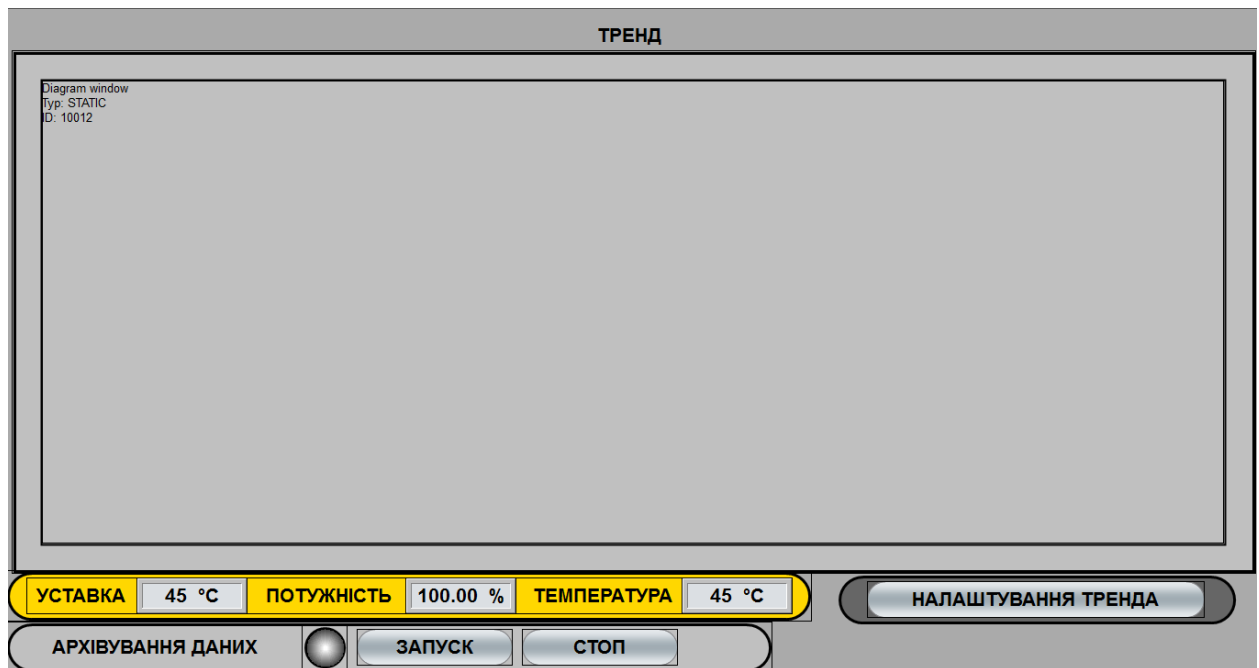 ТРЕНД
Diagram window
Typ: STATIC
ID: 10012
УСТАВКА 45 °C ПОТУЖНІСТЬ 100.00 % ТЕМПЕРАТУРА 45 °C
НАЛАШТУВАННЯ ТРЕНДА
АРХІВУВАННЯ ДАНИХ ЗАПУСК СТОП